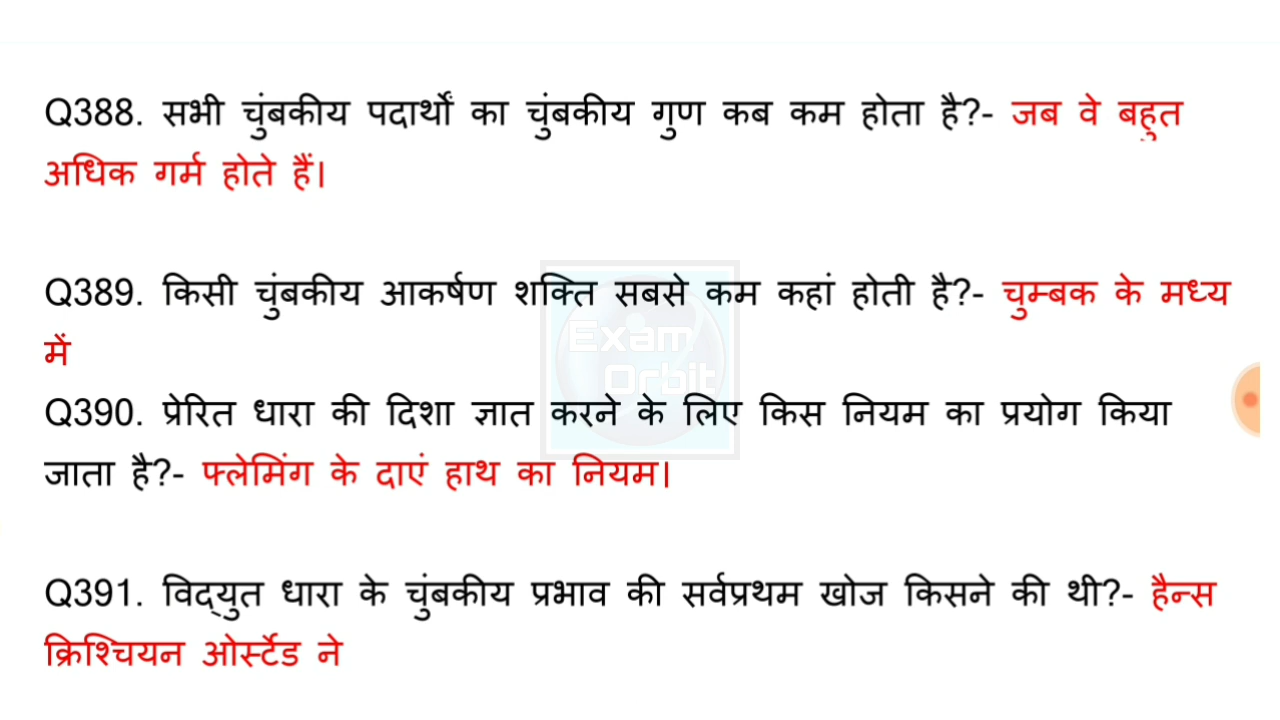 Q388. सभी चुंबकीय पदार्थों का चुंबकीय गुण कब कम होता है?- जब वे बहुत
अधिक गर्म होते हैं।
Q389. किसी चुंबकीय आकर्षण शक्ति सबसे कम कहां होती है?- चुम्बक के मध्य
में
Exam
Orbit
Q390. प्रेरित धारा की दिशा ज्ञात करने के लिए किस नियम का प्रयोग किया
जाता है?- फ्लेमिंग के दाएं हाथ का नियम।
Q391. विद्युत धारा के चुंबकीय प्रभाव की सर्वप्रथम खोज किसने की थी?- हैन्स
क्रिश्चियन ओर्स्टेड ने